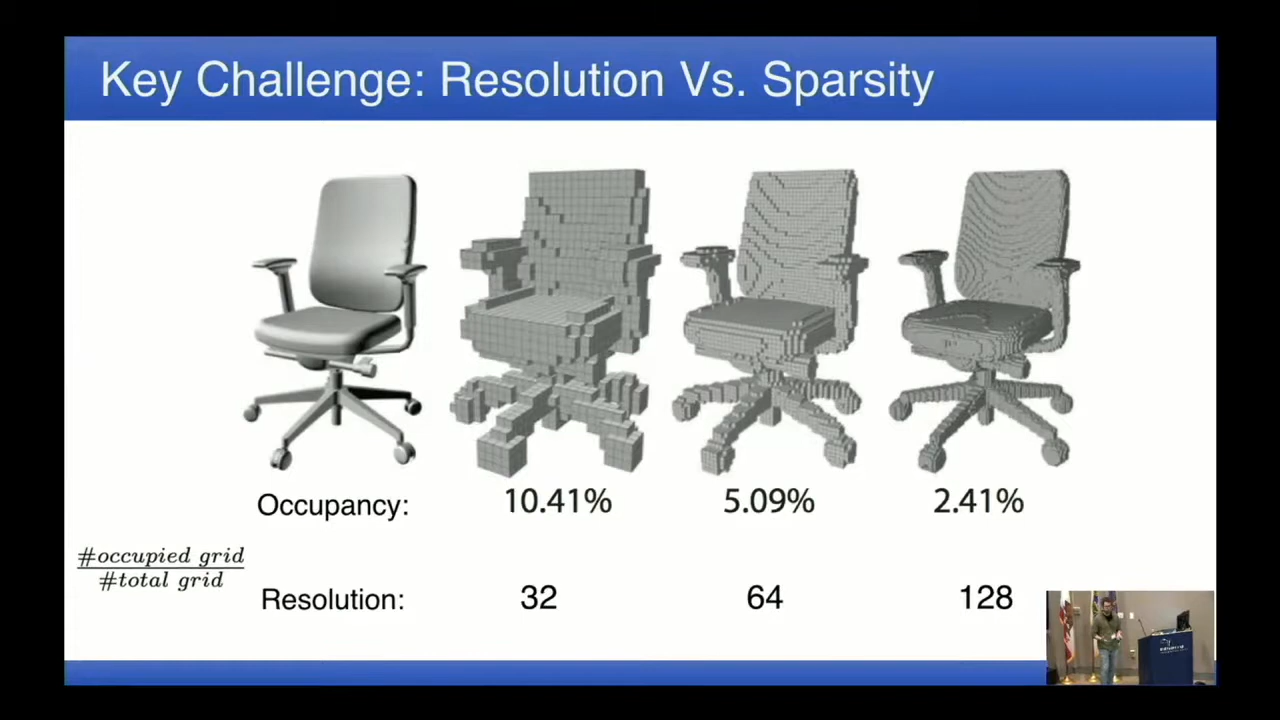 Key Challenge: Resolution Vs. Sparsity
Occupancy: 10.41% 5.09% 2.41%
#occupied grid
#total grid
Resolution: 32 64 128